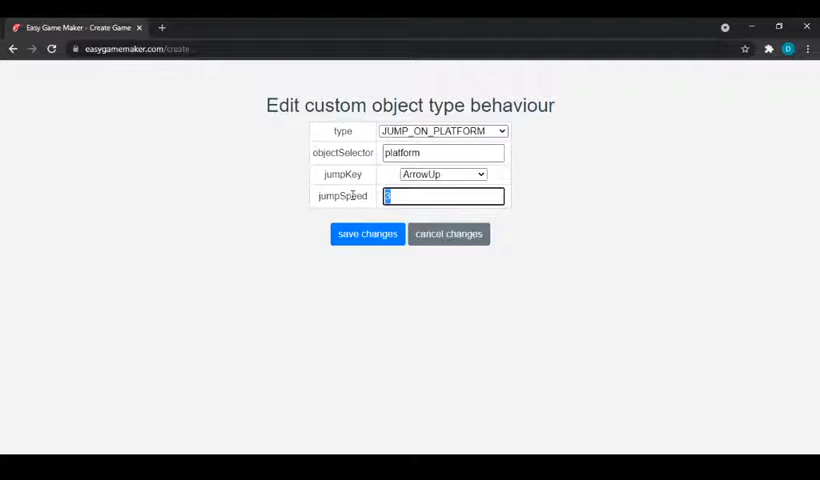 Easy Game Maker - Create Game
easygamemaker.com/create
D
Edit custom object type behaviour
type JUMP_ON_PLATFORM
objectSelector platform
jumpKey ArrowUp
jumpSpeed 3
save changes cancel changes